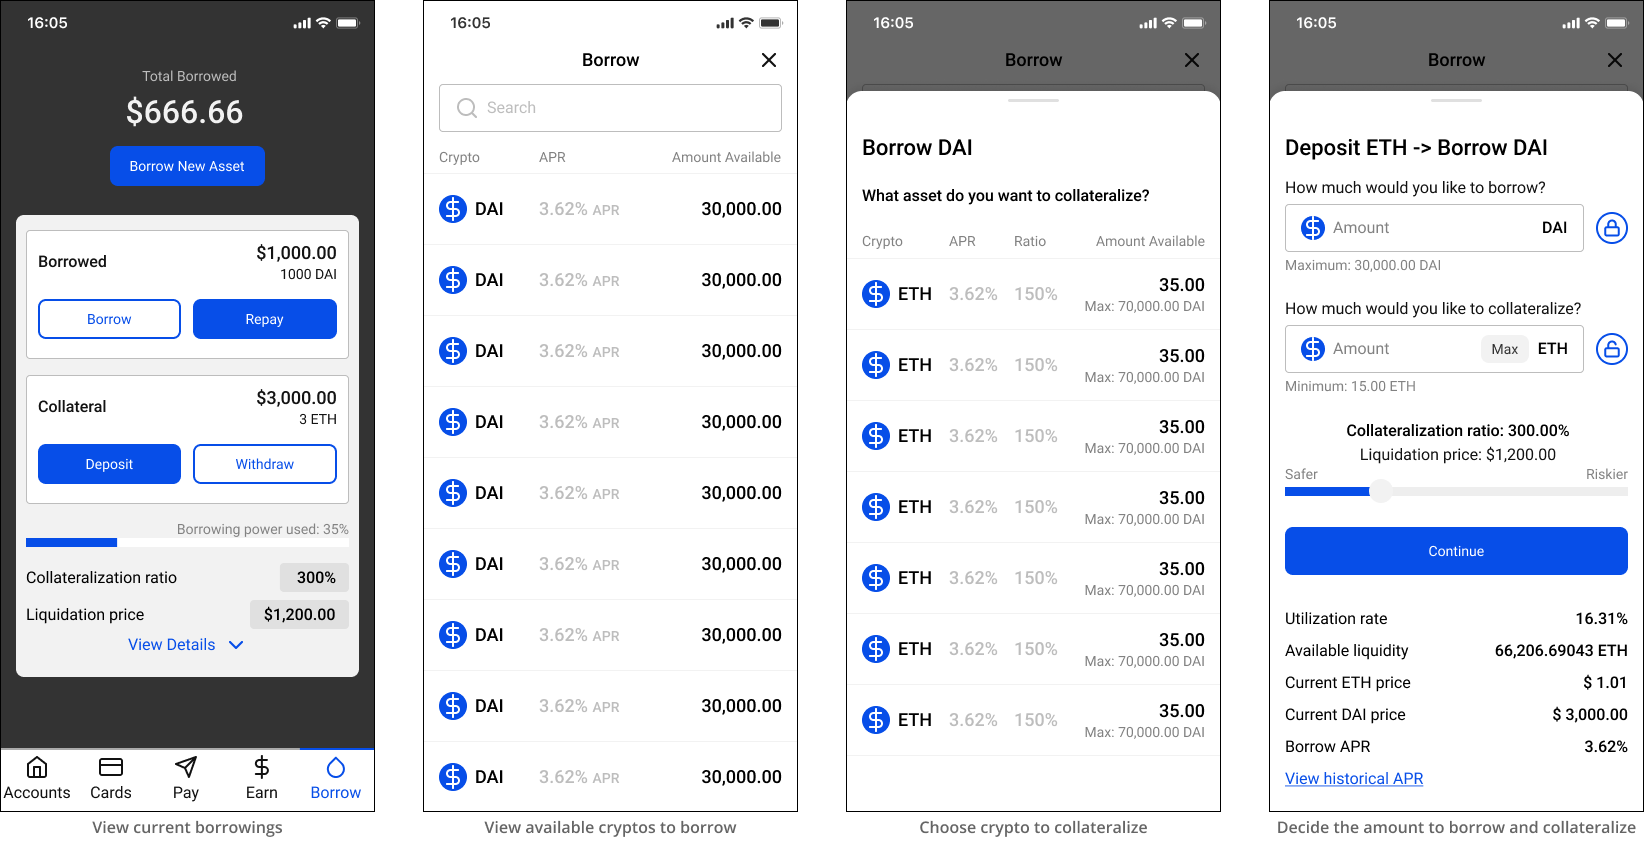 16:05
Total Borrowed
$666.66
Borrow New Asset
Borrowed
$1,000.00
1000 DAI
Borrow
Repay
Collateral
$3,000.00
3 ETH
Deposit
Withdraw
Borrowing power used: 35%
Collateralization ratio
300%
Liquidation price
$1,200.00
View Details
Accounts
Cards
Pay
Earn
Borrow
View current borrowings
16:05
Borrow
Search
Crypto APR Amount Available
DAI 3.62% APR 30,000.00
DAI 3.62% APR 30,000.00
DAI 3.62% APR 30,000.00
DAI 3.62% APR 30,000.00
DAI 3.62% APR 30,000.00
DAI 3.62% APR 30,000.00
DAI 3.62% APR 30,000.00
DAI 3.62% APR 30,000.00
DAI 3.62% APR 30,000.00
View available cryptos to borrow
16:05
Borrow
Borrow DAI
What asset do you want to collateralize?
Crypto APR Ratio Amount Available
ETH 3.62% 150% 35.00
Max: 70,000.00 DAI
ETH 3.62% 150% 35.00
Max: 70,000.00 DAI
ETH 3.62% 150% 35.00
Max: 70,000.00 DAI
ETH 3.62% 150% 35.00
Max: 70,000.00 DAI
ETH 3.62% 150% 35.00
Max: 70,000.00 DAI
ETH 3.62% 150% 35.00
Max: 70,000.00 DAI
ETH 3.62% 150% 35.00
Max: 70,000.00 DAI
Choose crypto to collateralize
16:05
Borrow
Deposit ETH -> Borrow DAI
How much would you like to borrow?
Amount DAI
Maximum: 30,000.00 DAI
How much would you like to collateralize?
Amount Max ETH
Minimum: 15.00 ETH
Collateralization ratio: 300.00%
Liquidation price: $1,200.00
Safer Riskier
Continue
Utilization rate 16.31%
Available liquidity 66,206.69043 ETH
Current ETH price $ 1.01
Current DAI price $ 3,000.00
Borrow APR 3.62%
View historical APR
Decide the amount to borrow and collateralize